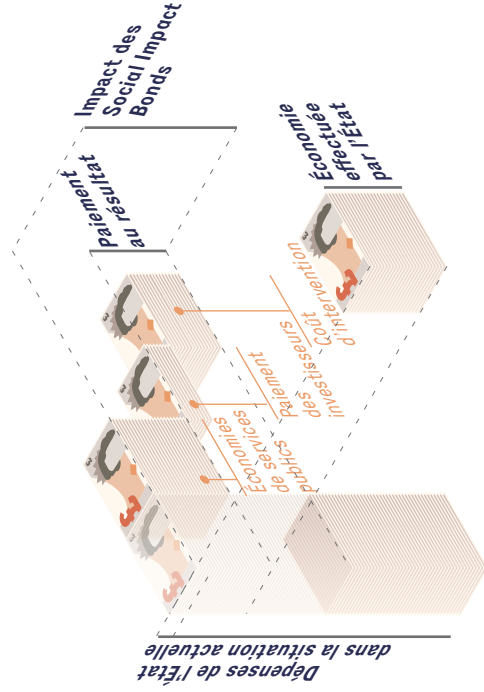 Impact des
Social Impact
Bonds
Paiement
au résultat
Économie
effectuée
par l'État
Coût
d'intervention
Paiement
des
investisseurs
Économies
de services
publics
Dépenses de l'État
dans la situation actuelle